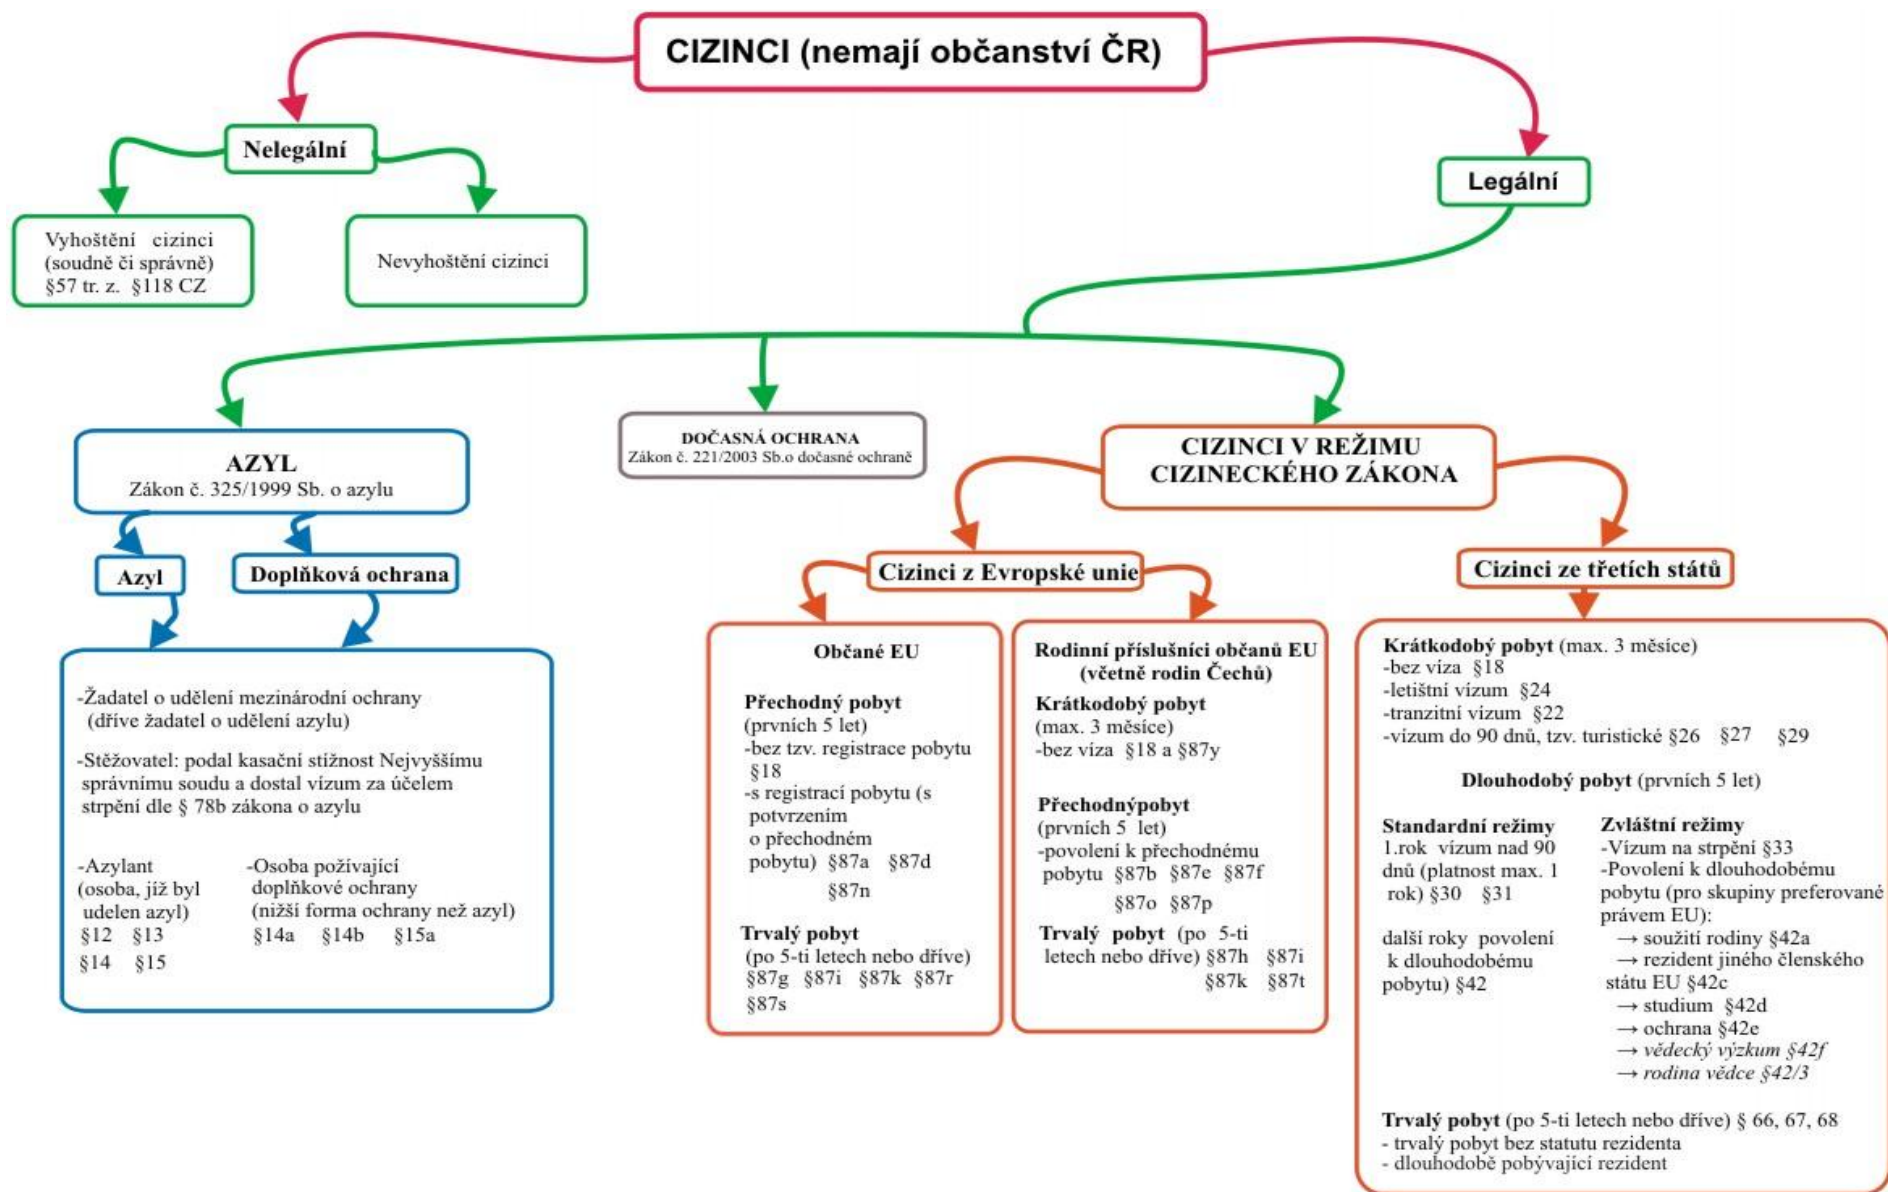 CIZINCI (nemají občanství ČR)
Nelegální
Legální
Vyhoštění cizinci
(soudně či správně)
§57 tr. z. §118 CZ
Nevyhoštění cizinci
AZYL
Zákon č. 325/1999 Sb. o azylu
DOČASNÁ OCHRANA
Zákon č. 221/2003 Sb.o dočasné ochraně
CIZINCI V REŽIMU
CIZINECKÉHO ZÁKONA
Azyl
Doplňková ochrana
Cizinci z Evropské unie
Cizinci ze třetích států
-Žadatel o udělení mezinárodní ochrany
(dříve žadatel o udělení azylu)
-Stěžovatel: podal kasační stížnost Nejvyššímu
správnímu soudu a dostal vízum za účelem
strpění dle § 78b zákona o azylu
-Azylant
(osoba, jíž byl
udelen azyl)
§12 §13
§14 §15
-Osoba požívající
doplňkové ochrany
(nižší forma ochrany než azyl)
§14a §14b §15a
Občané EU
Přechodný pobyt
(prvních 5 let)
-bez tzv. registrace pobytu
§18
-s registrací pobytu (s
potvrzením
o přechodném
pobytu) §87a §87d
§87n
Trvalý pobyt
(po 5-ti letech nebo dříve)
§87g §87i §87k §87r
§87s
Rodinní příslušníci občanů EU
(včetně rodin Čechů)
Krátkodobý pobyt
(max. 3 měsíce)
-bez víza §18 a §87y
Přechodnýpobyt
(prvních 5 let)
-povolení k přechodnému
pobytu §87b §87e §87f
§87o §87p
Trvalý pobyt (po 5-ti
letech nebo dříve) §87h §87i
§87k §87t
Krátkodobý pobyt (max. 3 měsíce)
-bez víza §18
-letištní vízum §24
-tranzitní vízum §22
-vízum do 90 dnů, tzv. turistické §26 §27 §29
Dlouhodobý pobyt (prvních 5 let)
Standardní režimy
1.rok vízum nad 90
dnů (platnost max. 1
rok) §30 §31
další roky povolení
k dlouhodobému
pobytu) §42
Zvláštní režimy
-Vízum na strpění §33
-Povolení k dlouhodobému
pobytu (pro skupiny preferované
právem EU):
→ soužití rodiny §42a
→ rezident jiného členského
státu EU §42c
→ studium §42d
→ ochrana §42e
→ vědecký výzkum §42f
→ rodina vědce §42/3
Trvalý pobyt (po 5-ti letech nebo dříve) § 66, 67, 68
- trvalý pobyt bez statutu rezidenta
- dlouhodobě pobývající rezident